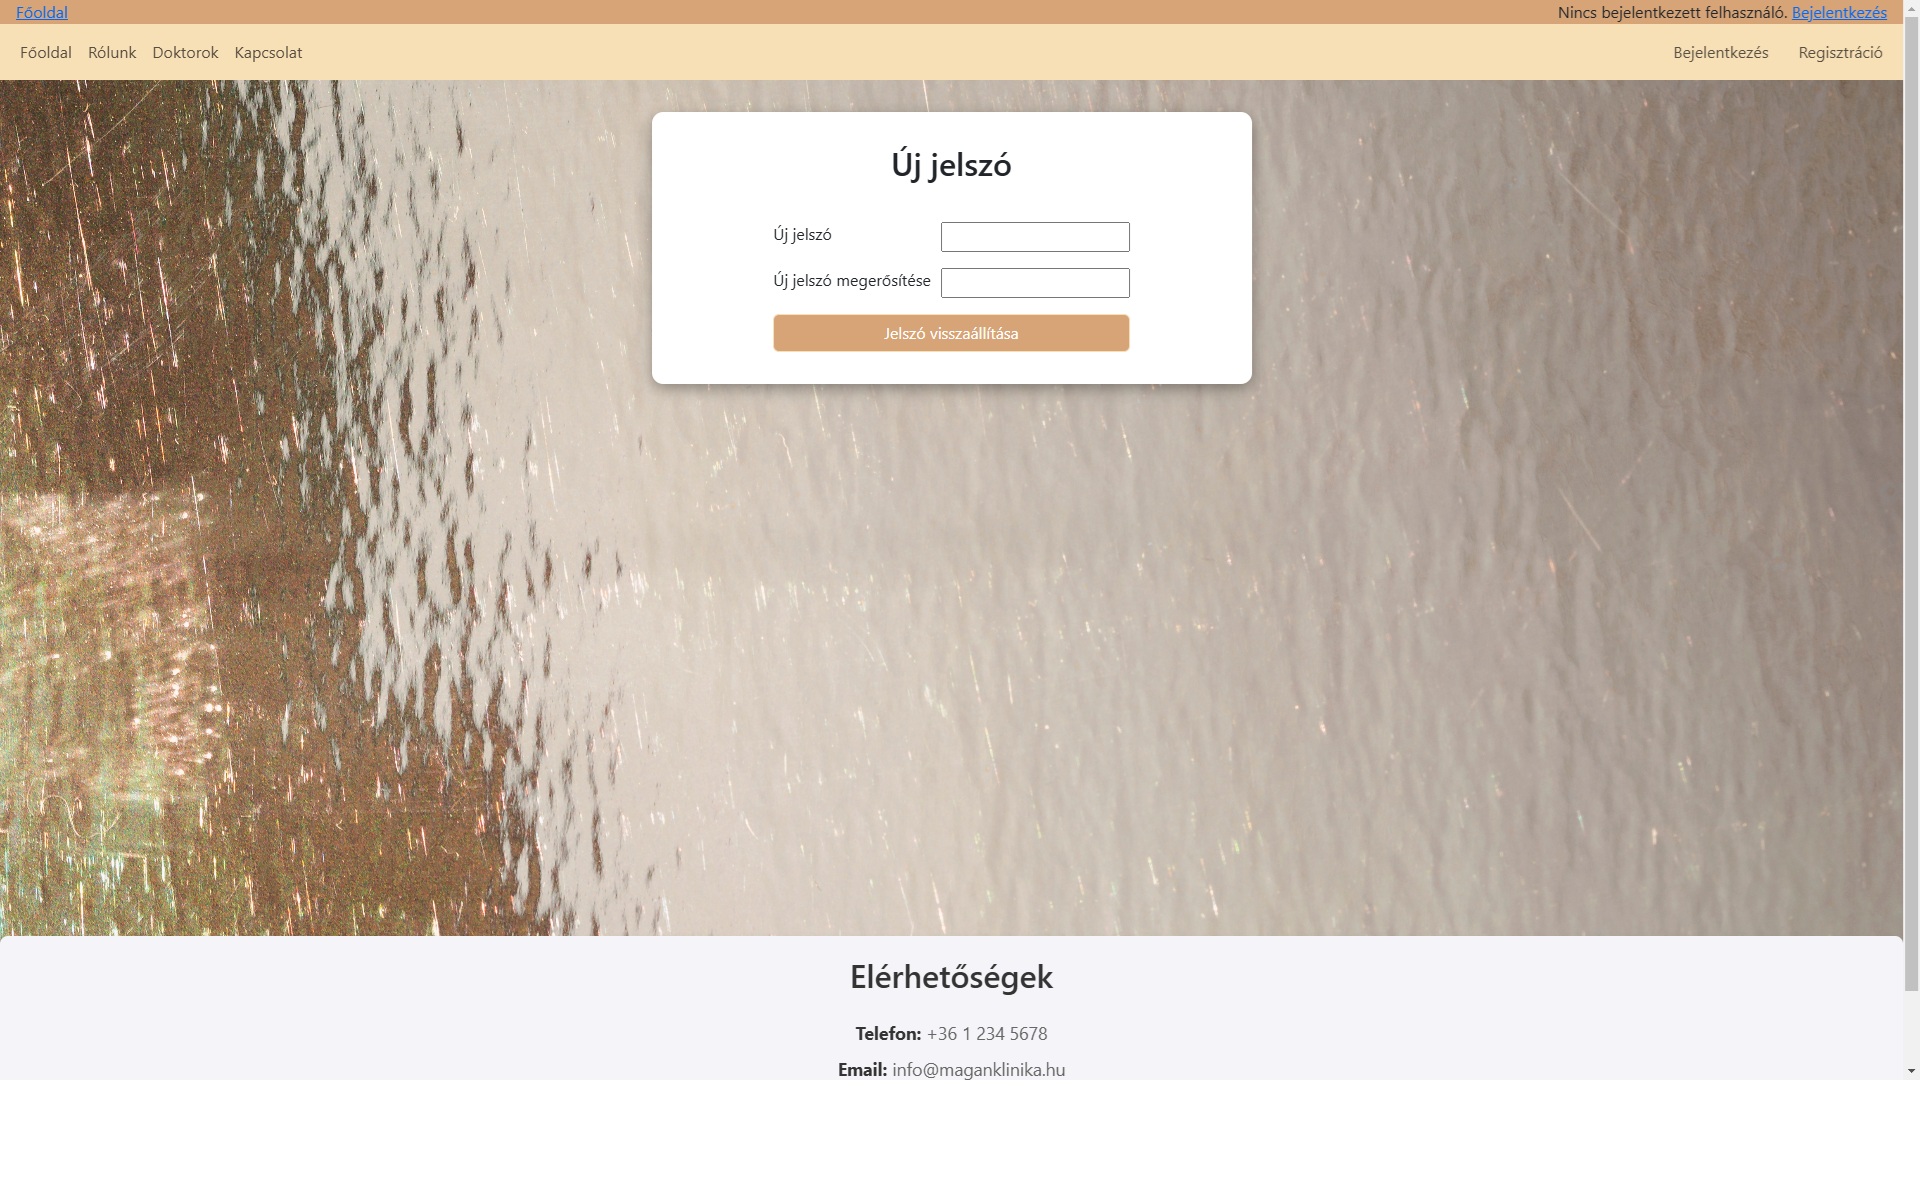 Főoldal Nincs bejelentkezett felhasználó. Bejelentkezés
Főoldal Rólunk Doktorok Kapcsolat Bejelentkezés Regisztráció
Új jelszó
Új jelszó
Új jelszó megerősítése
Jelszó visszaállítása
Elérhetőségek
Telefon: +36 1 234 5678
Email: info@maganklinika.hu